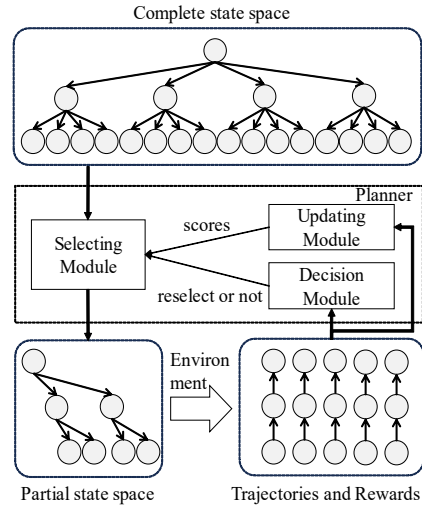 Complete state space
Planner
Selecting
Module
scores
Updating
Module
reselect or not
Decision
Module
Environ
ment
Partial state space
Trajectories and Rewards